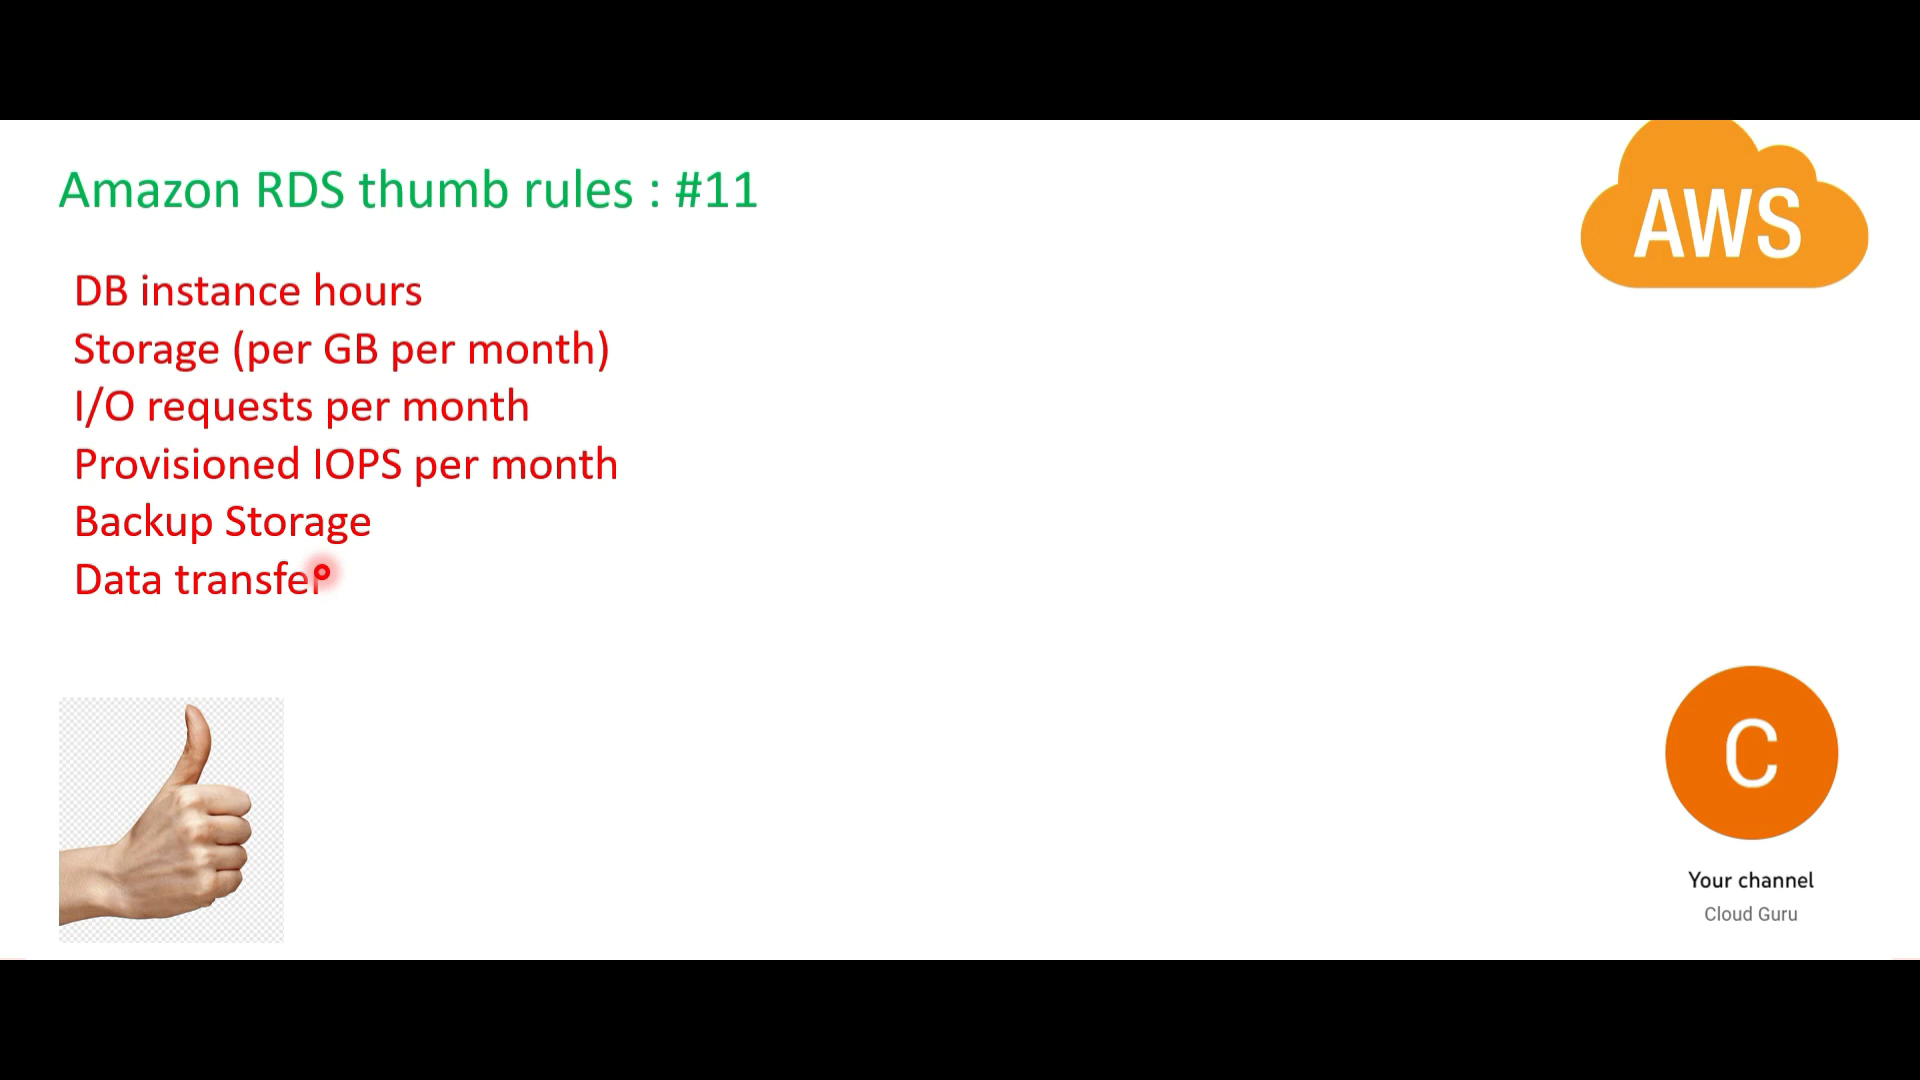 Amazon RDS thumb rules : #11
AWS
DB instance hours
Storage (per GB per month)
I/O requests per month
Provisioned IOPS per month
Backup Storage
Data transfer
C
Your channel
Cloud Guru